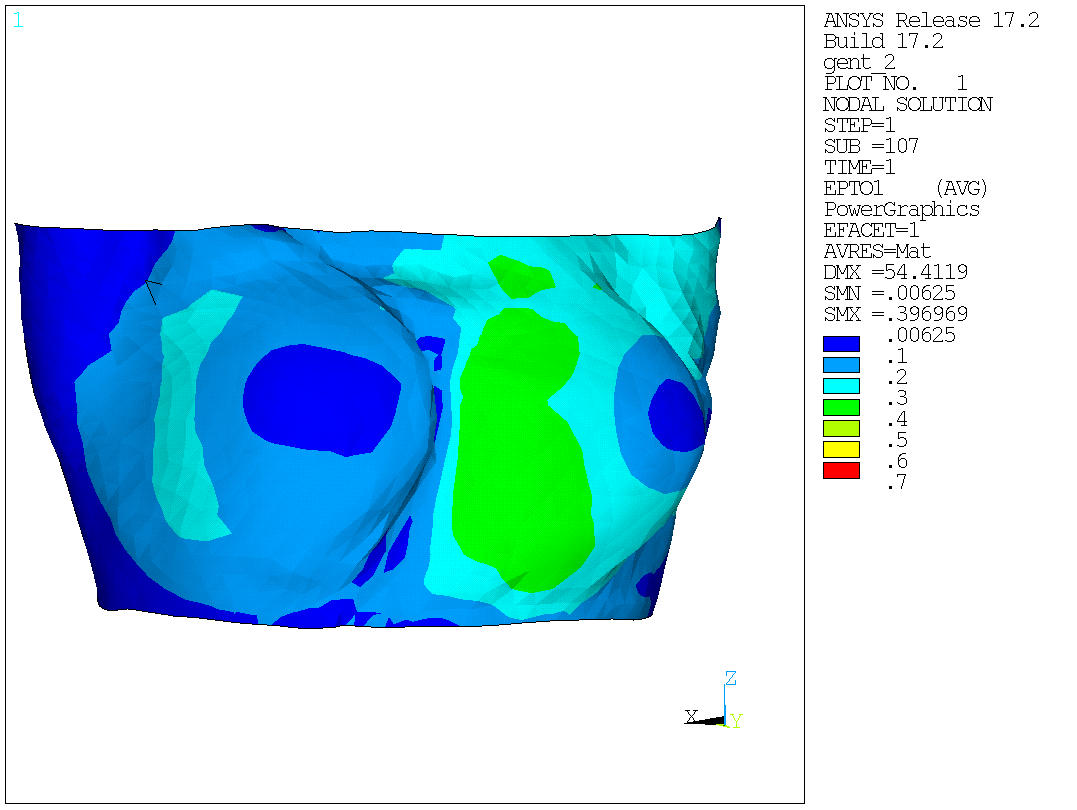 1
ANSYS Release 17.2
Build 17.2
gent_2
PLOT NO.   1
NODAL SOLUTION
STEP=1
SUB =107
TIME=1
EPTO1    (AVG)
PowerGraphics
EFACET=1
AVRES=Mat
DMX =54.4119
SMN =.00625
SMX =.396969
.00625
.1
.2
.3
.4
.5
.6
.7
Z
X
Y